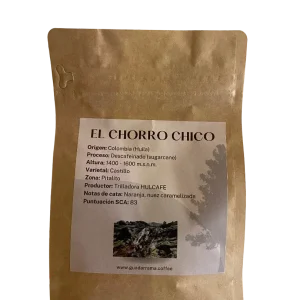 EL CHORRO CHICO
Origen: Colombia (Huila)
Proceso: Descafeinado (sugarcane)
Altura: 1400 - 1600 m.s.n.m
Varietal: Castillo
Zona: Pitalito
Productor: Trilladora HULCAFE
Notas de cata: Naranja, nuez caramelizada
Puntuación SCA: 83